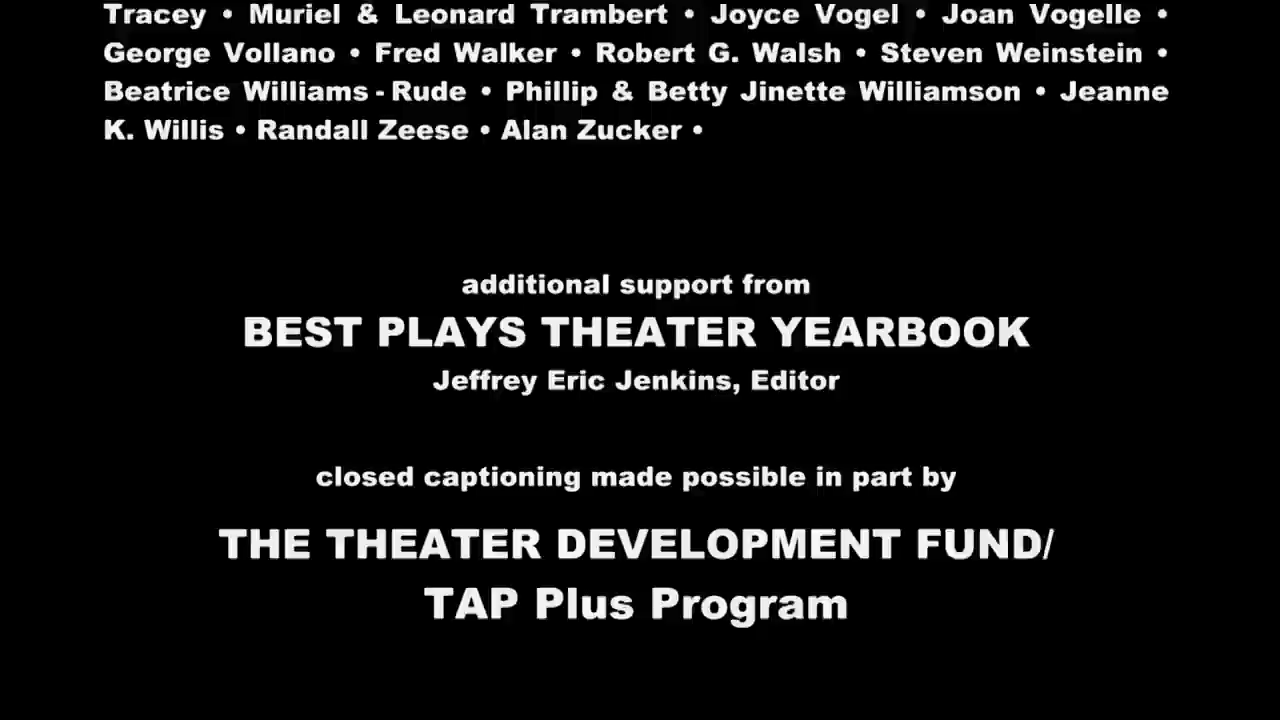 Tracey • Muriel & Leonard Trambert • Joyce Vogel • Joan Vogelle •
George Vollano • Fred Walker • Robert G. Walsh • Steven Weinstein •
Beatrice Williams - Rude • Phillip & Betty Jinette Williamson • Jeanne
K. Willis • Randall Zeese • Alan Zucker •
additional support from
BEST PLAYS THEATER YEARBOOK
Jeffrey Eric Jenkins, Editor
closed captioning made possible in part by
THE THEATER DEVELOPMENT FUND/
TAP Plus Program